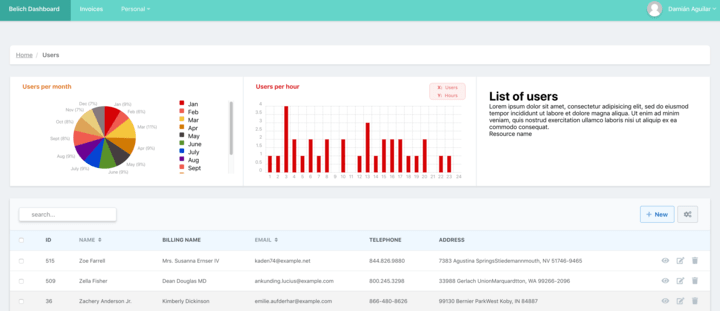 Belich Dashboard
Invoices
Personal
Damián Aguilar
Home / Users
Users per month
Jan (9%)
Feb (6%)
Mar (11%)
Apr (9%)
May (9%)
June (9%)
July (9%)
Aug (9%)
Sept (8%)
Oct (8%)
Nov (7%)
Dec (7%)
Jan
Feb
Mar
Apr
May
June
July
Aug
Sept
Users per hour
X: Users
Y: Hours
4
3.5
3
2.5
2
1.5
1
0.5
0
1 2 3 4 5 6 7 8 9 10 11 12 13 14 15 16 17 18 19 20 21 22 23 24
List of users
Lorem ipsum dolor sit amet, consectetur adipisicing elit, sed do eiusmod
tempor incididunt ut labore et dolore magna aliqua. Ut enim ad minim
veniam, quis nostrud exercitation ullamco laboris nisi ut aliquip ex ea
commodo consequat.
Resource name
search...
+ New
ID NAME BILLING NAME EMAIL TELEPHONE ADDRESS
515 Zoe Farrell Mrs. Susanna Ernser IV kaden74@example.net 844.826.9880 7383 Agustina SpringsStiedemannmouth, NV 51746-9465
509 Zella Fisher Dean Douglas MD ankunding.lucius@example.com 800.245.3298 33988 Gerlach UnionMarquandtton, WA 99266-2096
36 Zachery Anderson Jr. Kimberly Dickinson emilie.aufderhar@example.com 866-480-8626 99130 Bernier ParkWest Koby, IN 84887